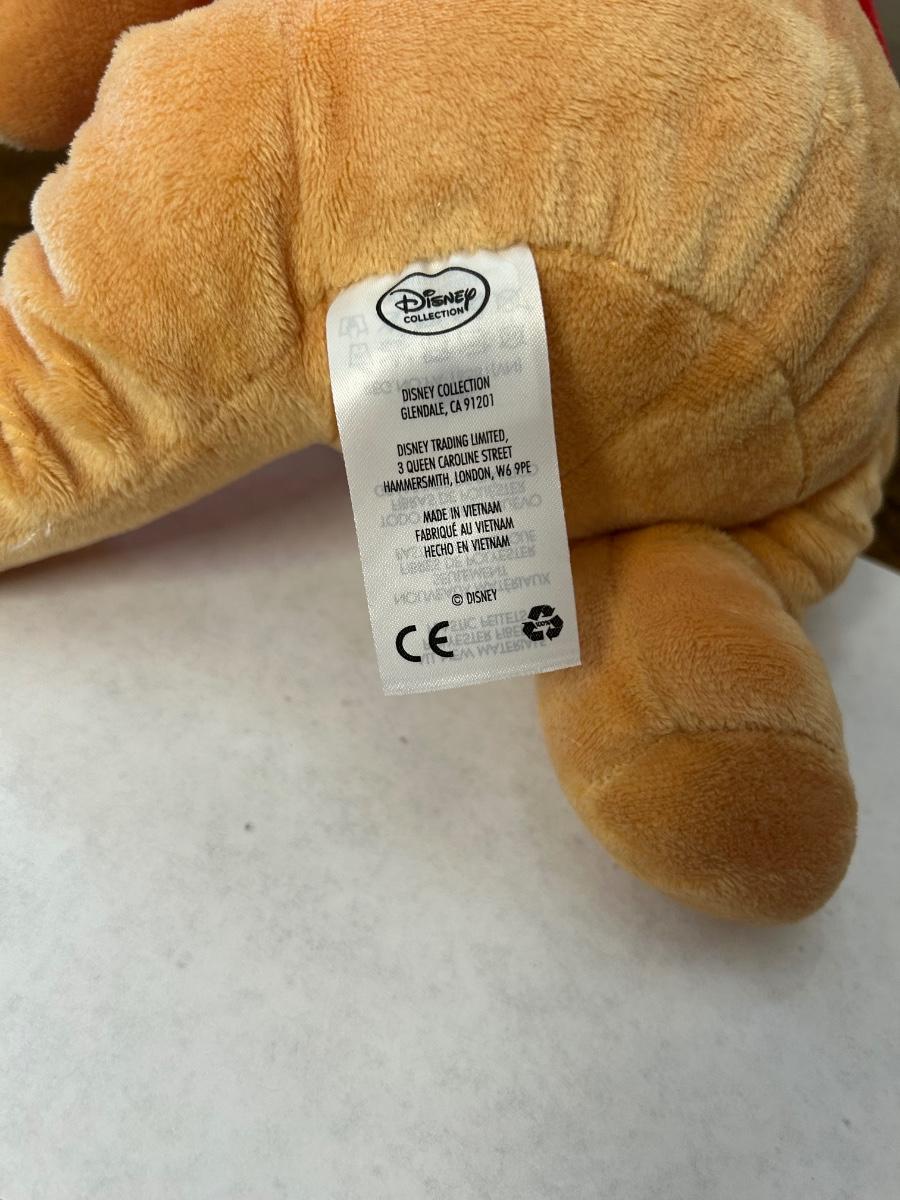 Disney
COLLECTION
DISNEY COLLECTION
GLENDALE, CA 91201
DISNEY TRADING LIMITED,
3 QUEEN CAROLINE STREET
HAMMERSMITH, LONDON, W6 9PE
MADE IN VIETNAM
FABRIQUÉ AU VIETNAM
HECHO EN VIETNAM
© DISNEY
CE
100%